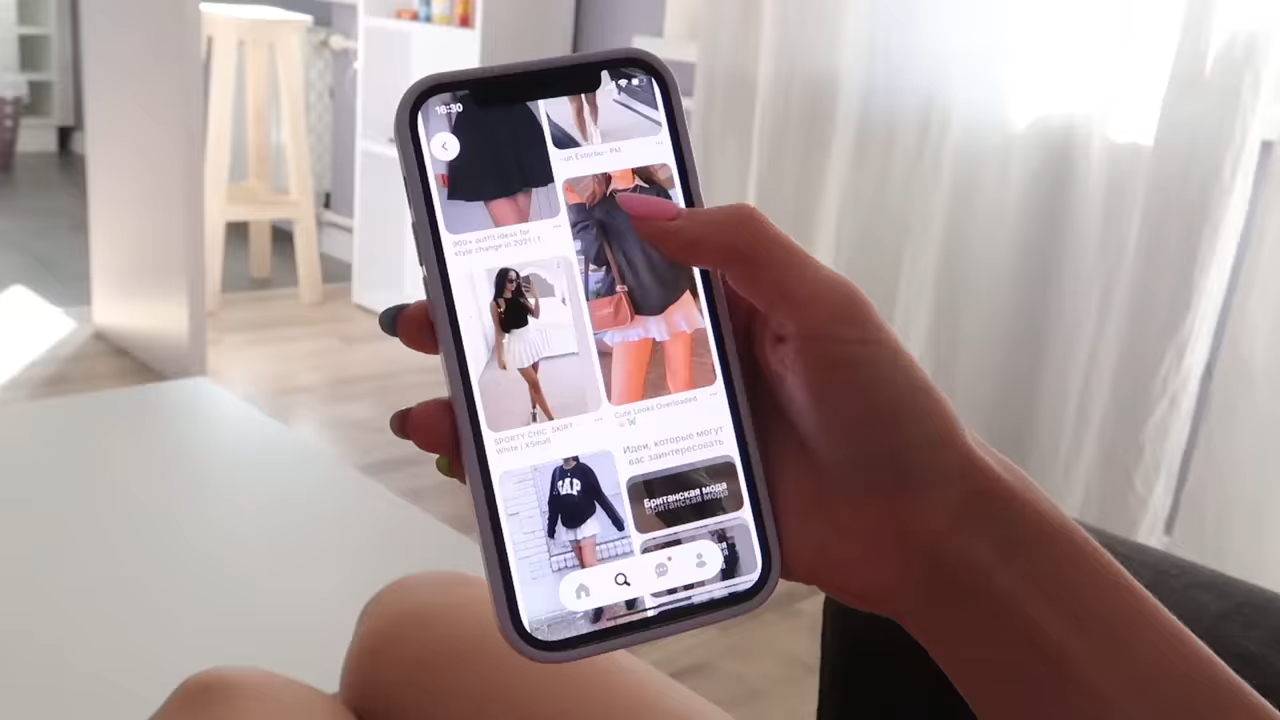 16:30
900+ outfit ideas for
style change in 2021 | f
SPORTY CHIC SKIRT -
White | XSmall
GAP
PM
Cute Looks Overloaded
Идеи, которые могут
вас заинтересовать
Британская мода